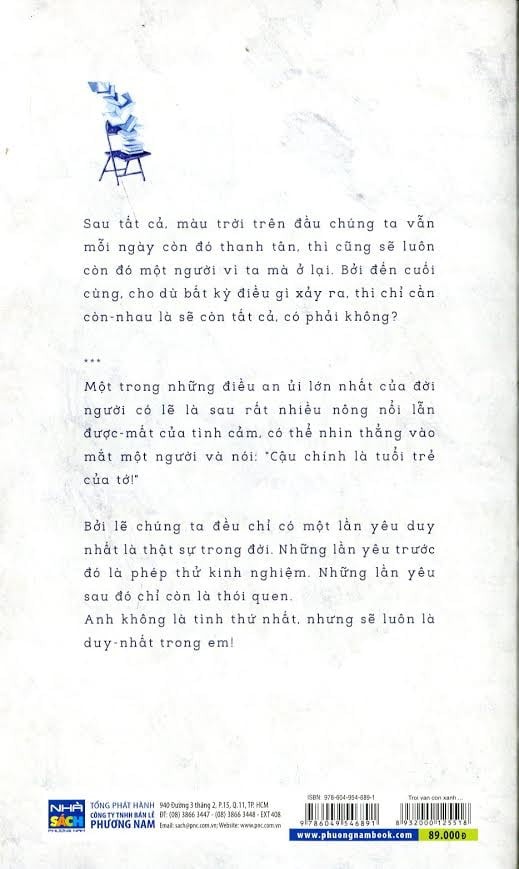 Sau tất cả, màu trời trên đầu chúng ta vẫn
mỗi ngày còn đó thanh tân, thì cũng sẽ luôn
còn đó một người vì ta mà ở lại. Bởi đến cuối
cùng, cho dù bất kỳ điều gì xảy ra, thì chỉ cần
còn-nhau là sẽ còn tất cả, có phải không?
***
Một trong những điều an ủi lớn nhất của đời
người có lẽ là sau rất nhiều nông nổi lẫn
được-mất của tình cảm, có thể nhìn thẳng vào
mắt một người và nói: "Cậu chính là tuổi trẻ
của tớ!"
Bởi lẽ chúng ta đều chỉ có một lần yêu duy
nhất là thật sự trong đời. Những lần yêu trước
đó là phép thử kinh nghiệm. Những lần yêu
sau đó chỉ còn là thói quen.
Anh không là tình thứ nhất, nhưng sẽ luôn là
duy-nhất trong em!
NHÀ
SÁCH
PHƯƠNG NAM
TỔNG PHÁT HÀNH
CÔNG TY TNHH BÁN LẺ
PHƯƠNG NAM
940 Đường 3 tháng 2, P.15, Q.11, TP. HCM
ĐT: (08) 3866 3447 - (08) 3866 3448 - EXT 408
Email: sach@pnc.com.vn; Website: www.pnc.com.vn
ISBN: 978-604-954-689-1
9 786049 546891
Troi van con xanh ...
8 932000 125518
www.phuongnambook.com
89.000 Đ